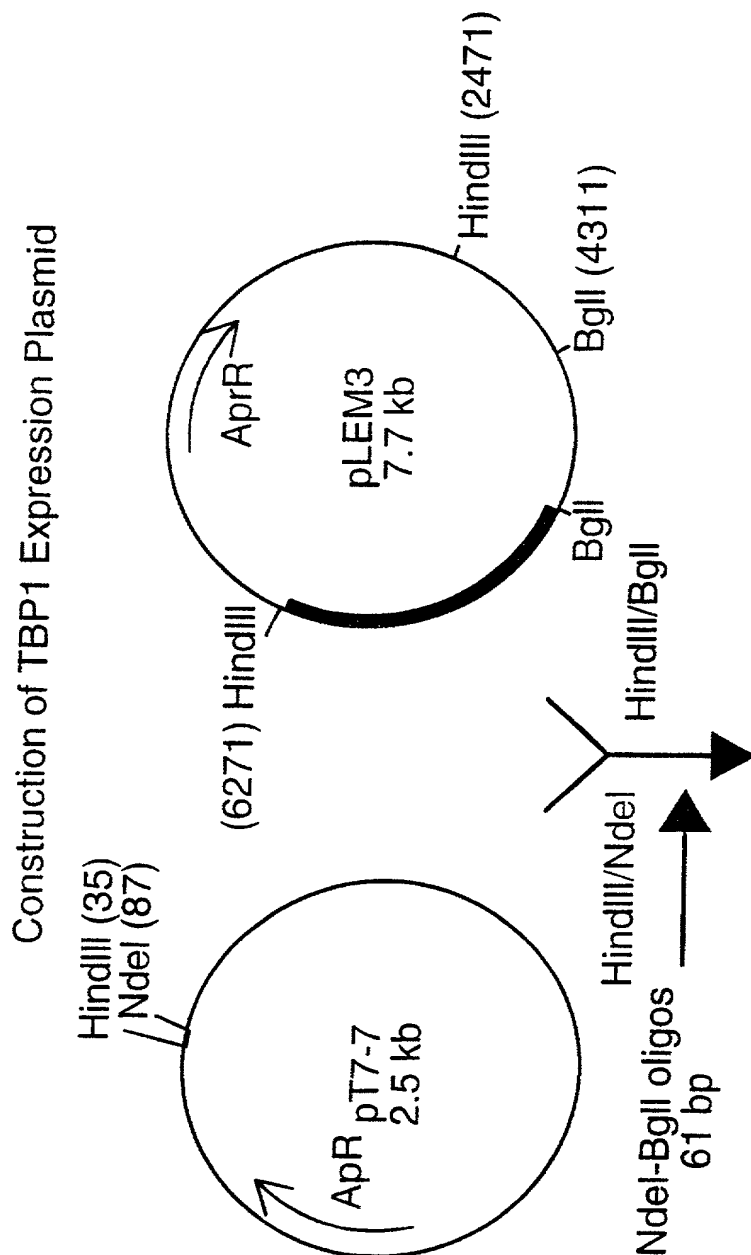 Construction of TBP1 Expression Plasmid
HindIII (35)
NdeI (87)
ApR
pT7-7
2.5 kb
(6271) HindIII
AprR
pLEM3
7.7 kb
HindIII (2471)
BglI
BglI (4311)
HindIII/NdeI
HindIII/BglI
NdeI-BglI oligos
61 bp